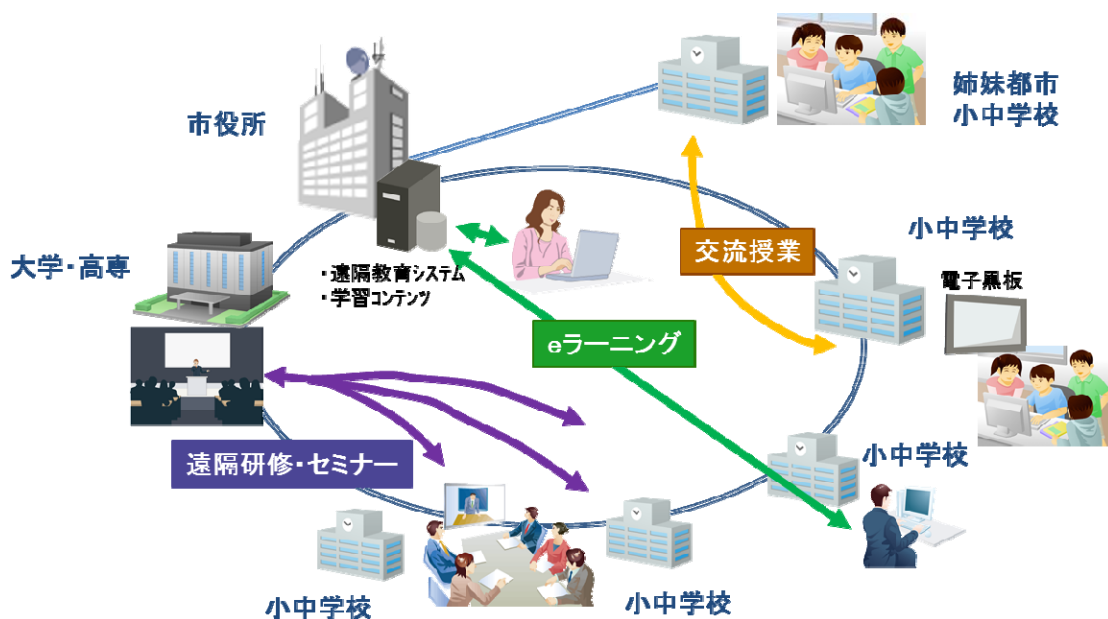 市役所
姉妹都市
小中学校
大学・高専
・遠隔教育システム
・学習コンテンツ
交流授業
小中学校
電子黒板
eラーニング
小中学校
遠隔研修・セミナー
小中学校
小中学校